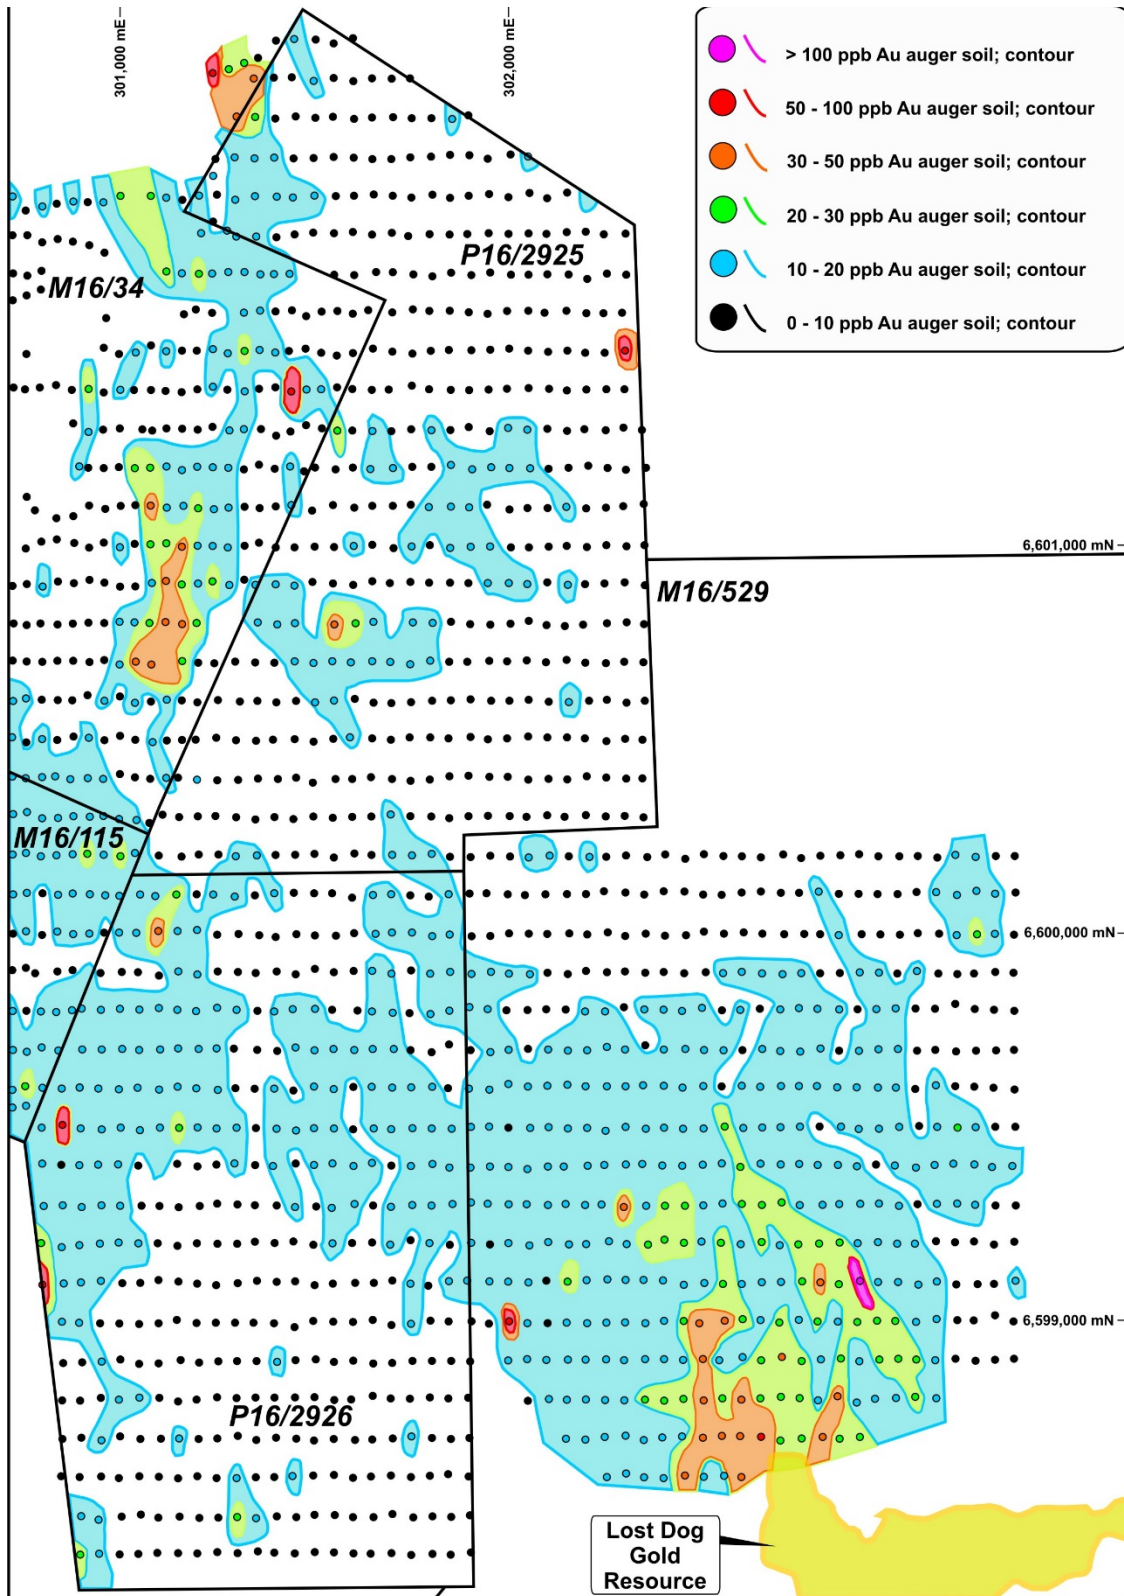 301,000 mE
302,000 mE
> 100 ppb Au auger soil; contour
50 - 100 ppb Au auger soil; contour
30 - 50 ppb Au auger soil; contour
20 - 30 ppb Au auger soil; contour
10 - 20 ppb Au auger soil; contour
0 - 10 ppb Au auger soil; contour
P16/2925
M16/34
6,601,000 mN
M16/529
M16/115
6,600,000 mN
6,599,000 mN
P16/2926
Lost Dog
Gold
Resource